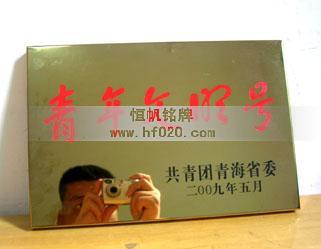 青年文明号
恒帆铭牌
www.hf020.com
共青团青海省委
二00九年五月